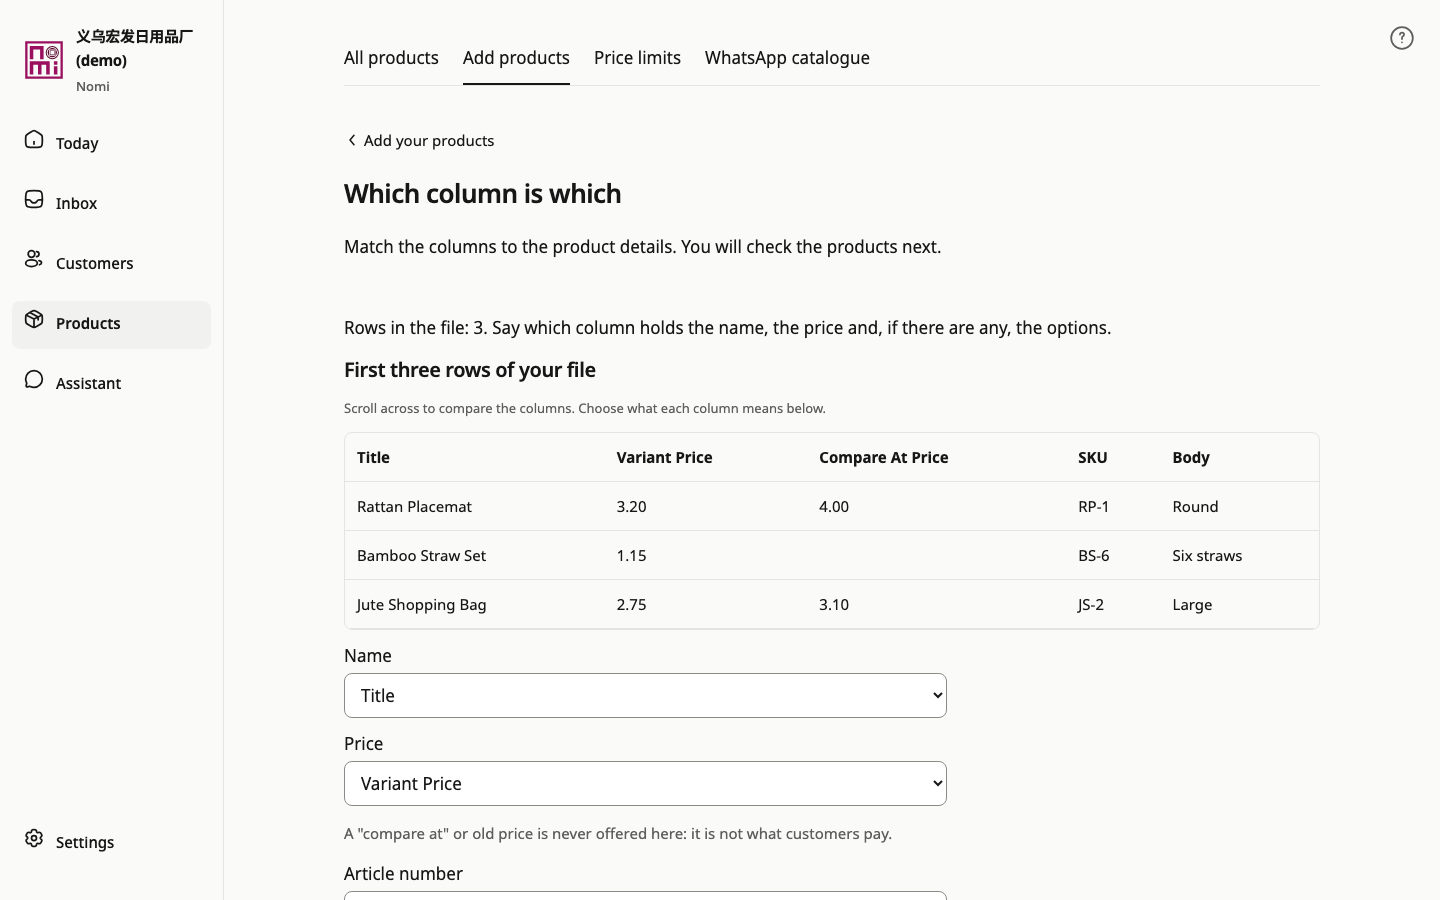 义乌宏发日用品厂
(demo)
Nomi
Today
Inbox
Customers
Products
Assistant
Settings
All products Add products Price limits WhatsApp catalogue
Add your products
Which column is which
Match the columns to the product details. You will check the products next.
Rows in the file: 3. Say which column holds the name, the price and, if there are any, the options.
First three rows of your file
Scroll across to compare the columns. Choose what each column means below.
Title Variant Price Compare At Price SKU Body
Rattan Placemat 3.20 4.00 RP-1 Round
Bamboo Straw Set 1.15 BS-6 Six straws
Jute Shopping Bag 2.75 3.10 JS-2 Large
Name
Title
Price
Variant Price
A "compare at" or old price is never offered here: it is not what customers pay.
Article number